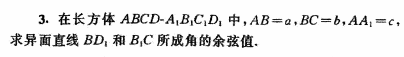 3. 在长方体 ABCD-A₁B₁C₁D₁ 中,AB=a,BC=b,AA₁=c,
求异面直线 BD₁ 和 B₁C 所成角的余弦值.